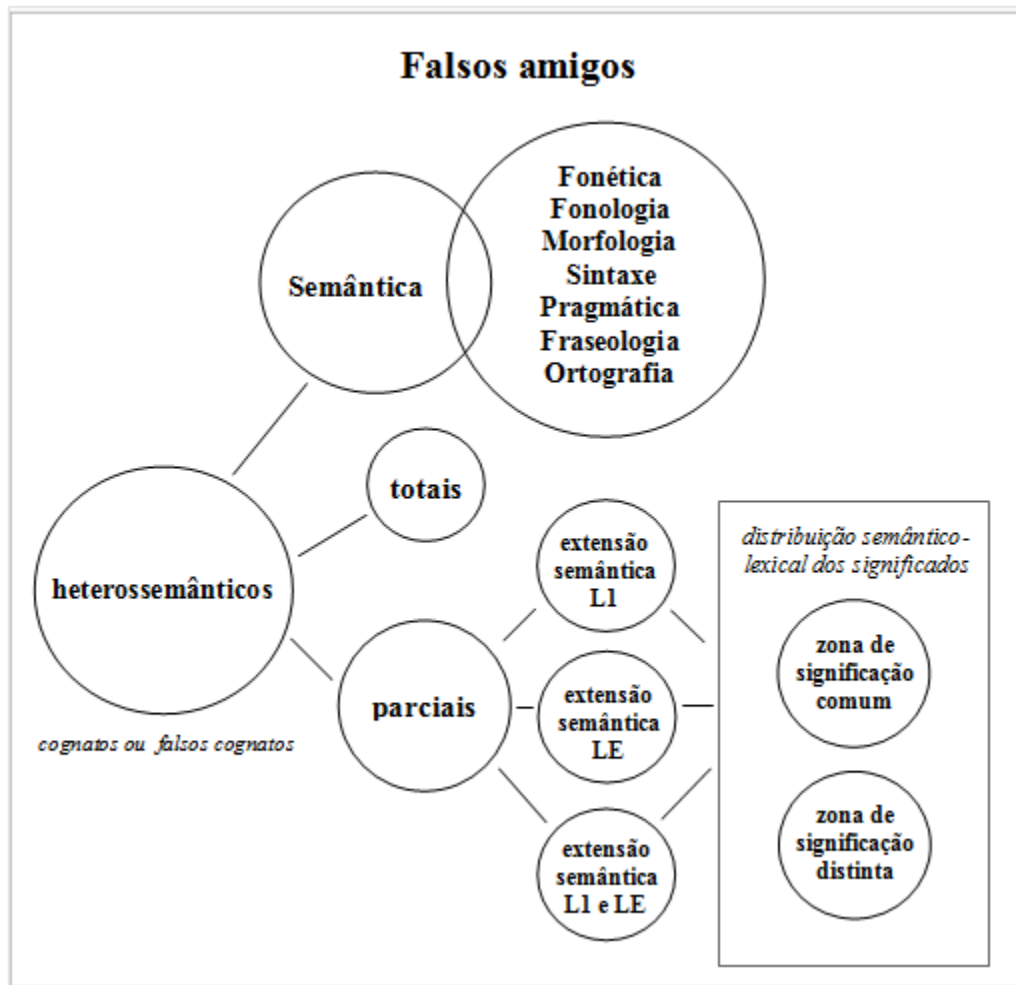 Falsos amigos
Semântica
Fonética
Fonologia
Morfologia
Sintaxe
Pragmática
Fraseologia
Ortografia
heterossemânticos
cognatos ou falsos cognatos
totais
parciais
extensão
semântica
L1
extensão
semântica
LE
extensão
semântica
L1 e LE
distribuição semântico-
lexical dos significados
zona de
significação
comum
zona de
significação
distinta